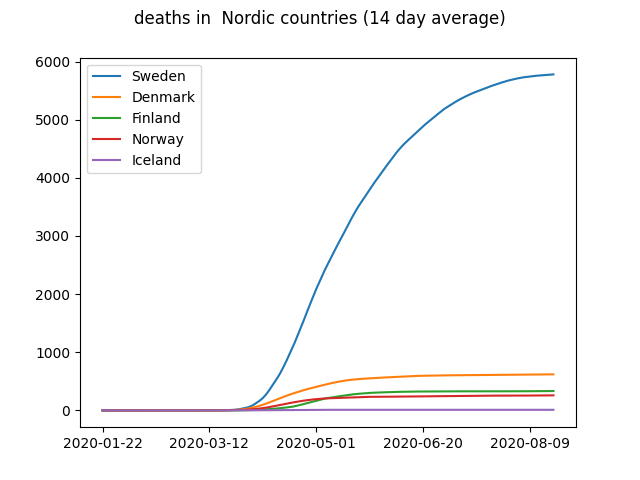 deaths in  Nordic countries (14 day average)
6000
5000
4000
3000
2000
1000
0
Sweden
Denmark
Finland
Norway
Iceland
2020-01-22 2020-03-12 2020-05-01 2020-06-20 2020-08-09